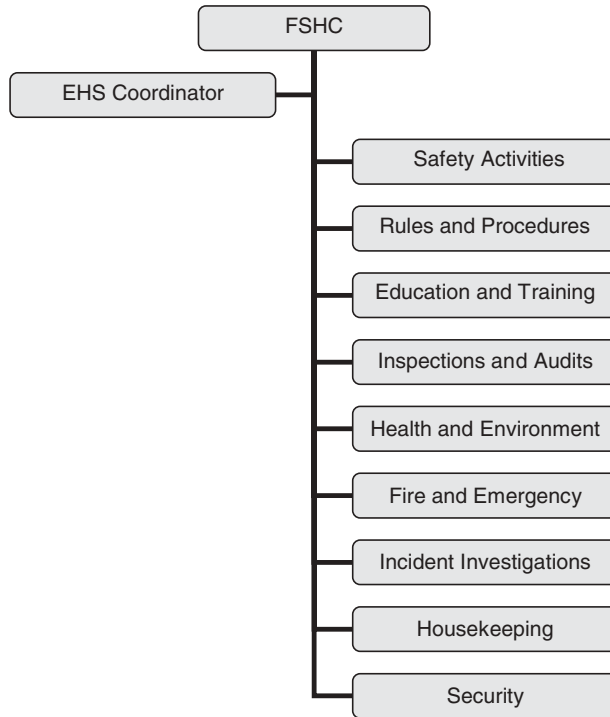 FSHC
EHS Coordinator
Safety Activities
Rules and Procedures
Education and Training
Inspections and Audits
Health and Environment
Fire and Emergency
Incident Investigations
Housekeeping
Security